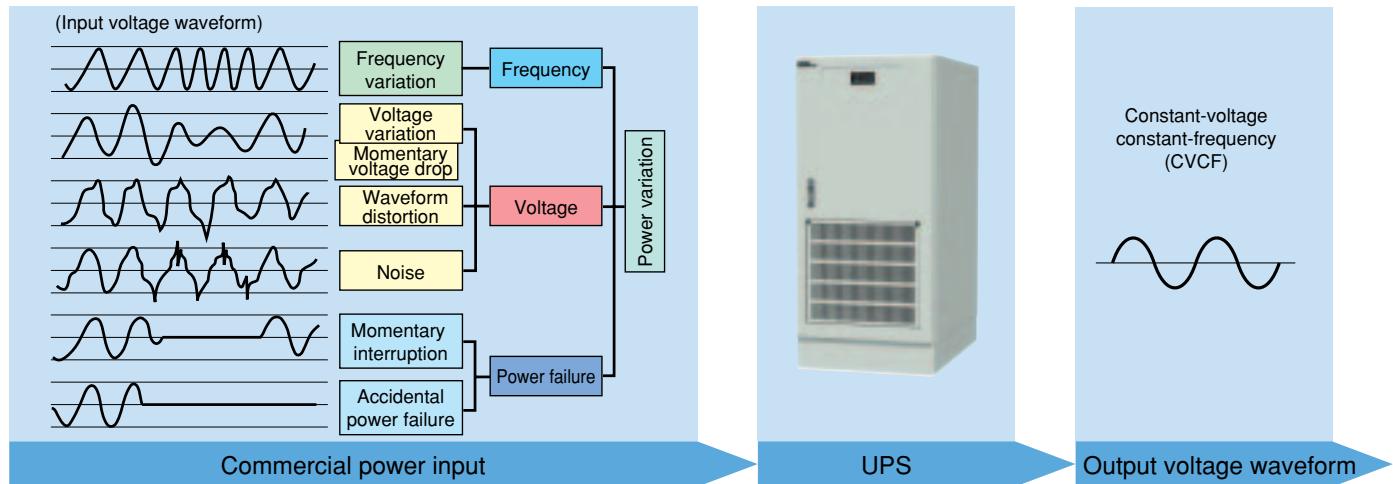 (Input voltage waveform)
Frequency
variation
Frequency
Voltage
variation
Momentary
voltage drop
Waveform
distortion
Voltage
Noise
Power variation
Momentary
interruption
Power failure
Accidental
power failure
Constant-voltage
constant-frequency
(CVCF)
Commercial power input
UPS
Output voltage waveform